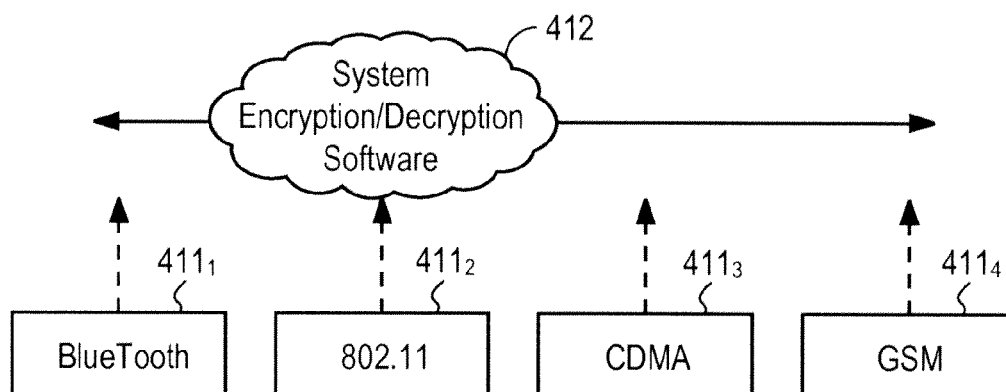 412
System
Encryption/Decryption
Software
411₁ 411₂ 411₃ 411₄
BlueTooth 802.11 CDMA GSM